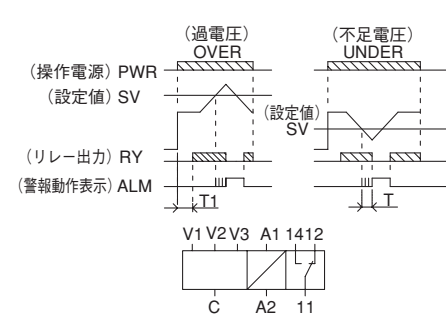 (過電圧)
OVER
(不足電圧)
UNDER
(操作電源) PWR
(設定値) SV
(設定値)
SV
(リレー出力) RY
(警報動作表示) ALM
T1
T
V1 V2 V3 A1 14 12
C A2 11